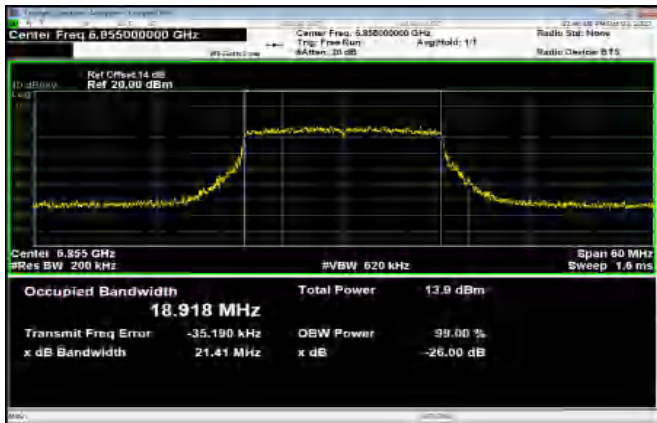 Center Freq 6.855000000 GHz
Center Freq: 6.855000000 GHz
Trig: Free Run
Avg|Hold: 1/1
#Atten: 20 dB
Radio Std: None
Radio Device: BTS
Ref Offset 14 dB
Ref 20.00 dBm
Log
Center 6.855 GHz
Span 60 MHz
#Res BW 200 kHz
#VBW 620 kHz
Sweep 1.6 ms
Occupied Bandwidth
Total Power 13.9 dBm
18.918 MHz
Transmit Freq Error -35.190 kHz
OBW Power 99.00 %
x dB Bandwidth 21.41 MHz
x dB -26.00 dB